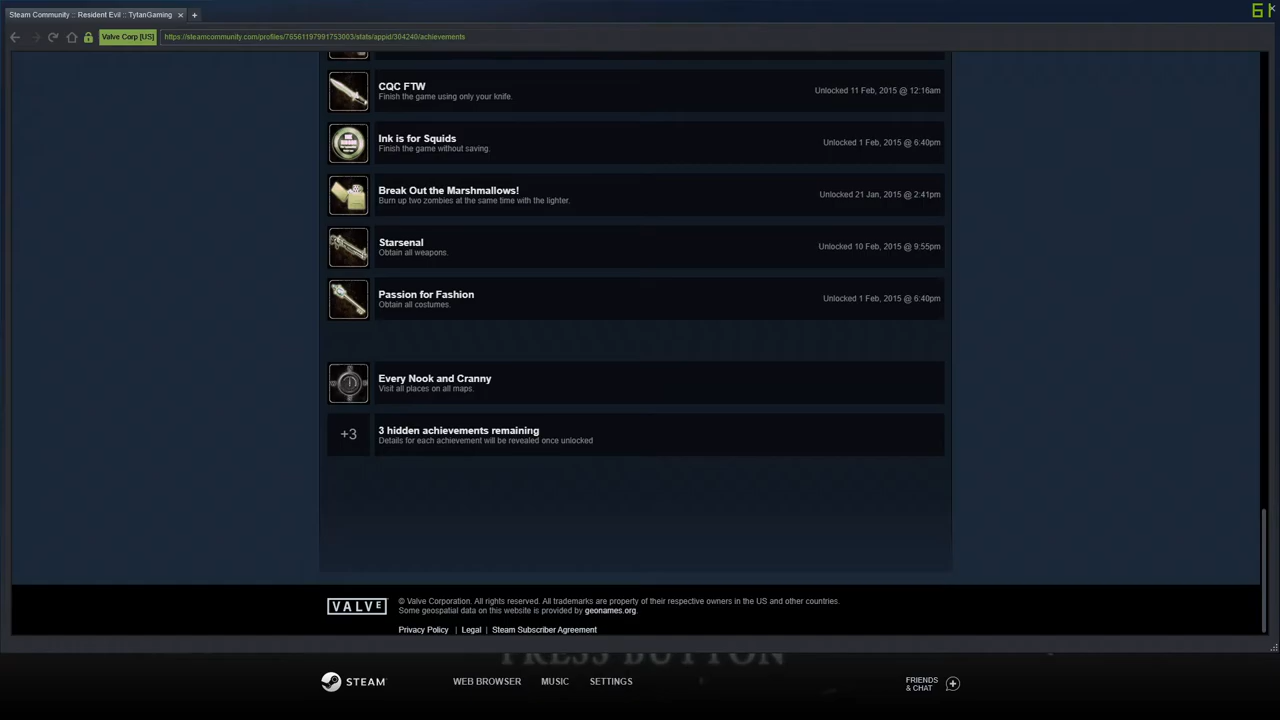 Steam Community :: Resident Evil :: TyfanGaming
Valve Corp [US]
https://steamcommunity.com/profiles/76561197991753003/stats/appid/304240/achievements
CQC FTW
Finish the game using only your knife.
Unlocked 11 Feb, 2015 @ 12:16am
Ink is for Squids
Finish the game without saving.
Unlocked 1 Feb, 2015 @ 6:40pm
Break Out the Marshmallows!
Burn up two zombies at the same time with the lighter.
Unlocked 21 Jan, 2015 @ 2:41pm
Starsenal
Obtain all weapons.
Unlocked 10 Feb, 2015 @ 9:55pm
Passion for Fashion
Obtain all costumes.
Unlocked 1 Feb, 2015 @ 6:40pm
Every Nook and Cranny
Visit all places on all maps.
+3
3 hidden achievements remaining
Details for each achievement will be revealed once unlocked
VALVE
© Valve Corporation. All rights reserved. All trademarks are property of their respective owners in the US and other countries.
Some geospatial data on this website is provided by geonames.org.
Privacy Policy | Legal | Steam Subscriber Agreement
PRESS BUTTON
STEAM
WEB BROWSER
MUSIC
SETTINGS
FRIENDS
& CHAT